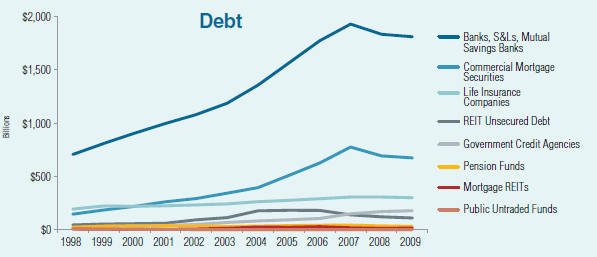 Debt
$2,000
$1,500
$1,000
$500
$0
Billions
1998 1999 2000 2001 2002 2003 2004 2005 2006 2007 2008 2009
Banks, S&Ls, Mutual
Savings Banks
Commercial Mortgage
Securities
Life Insurance
Companies
REIT Unsecured Debt
Government Credit Agencies
Pension Funds
Mortgage REITs
Public Untraded Funds